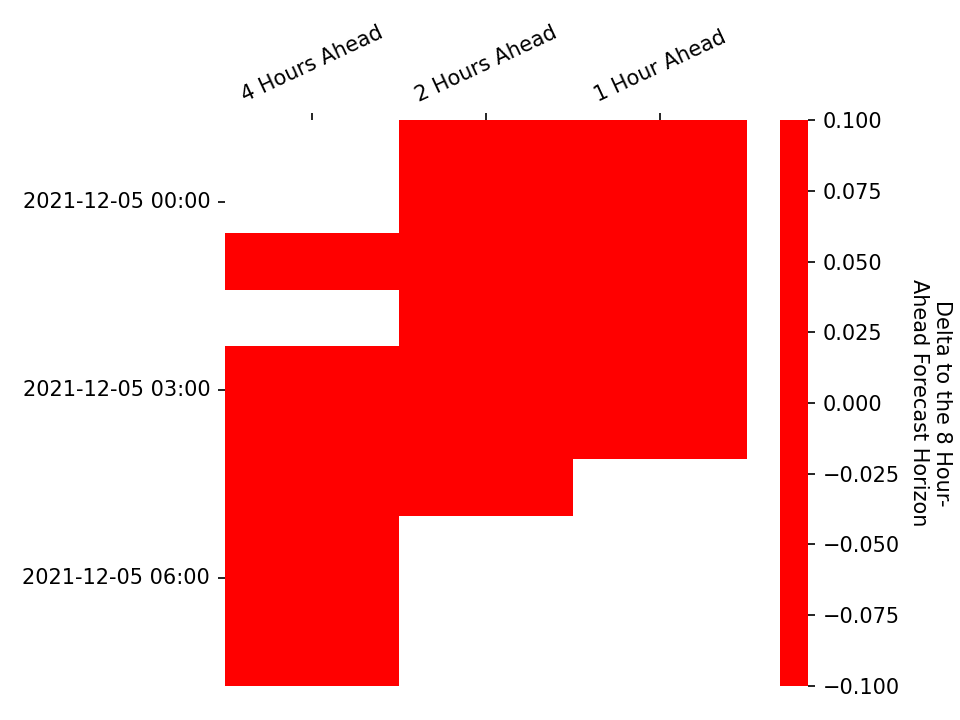 4 Hours Ahead
2 Hours Ahead
1 Hour Ahead
2021-12-05 00:00
2021-12-05 03:00
2021-12-05 06:00
0.100
0.075
0.050
0.025
0.000
−0.025
−0.050
−0.075
−0.100
Delta to the 8 Hour-
Ahead Forecast Horizon